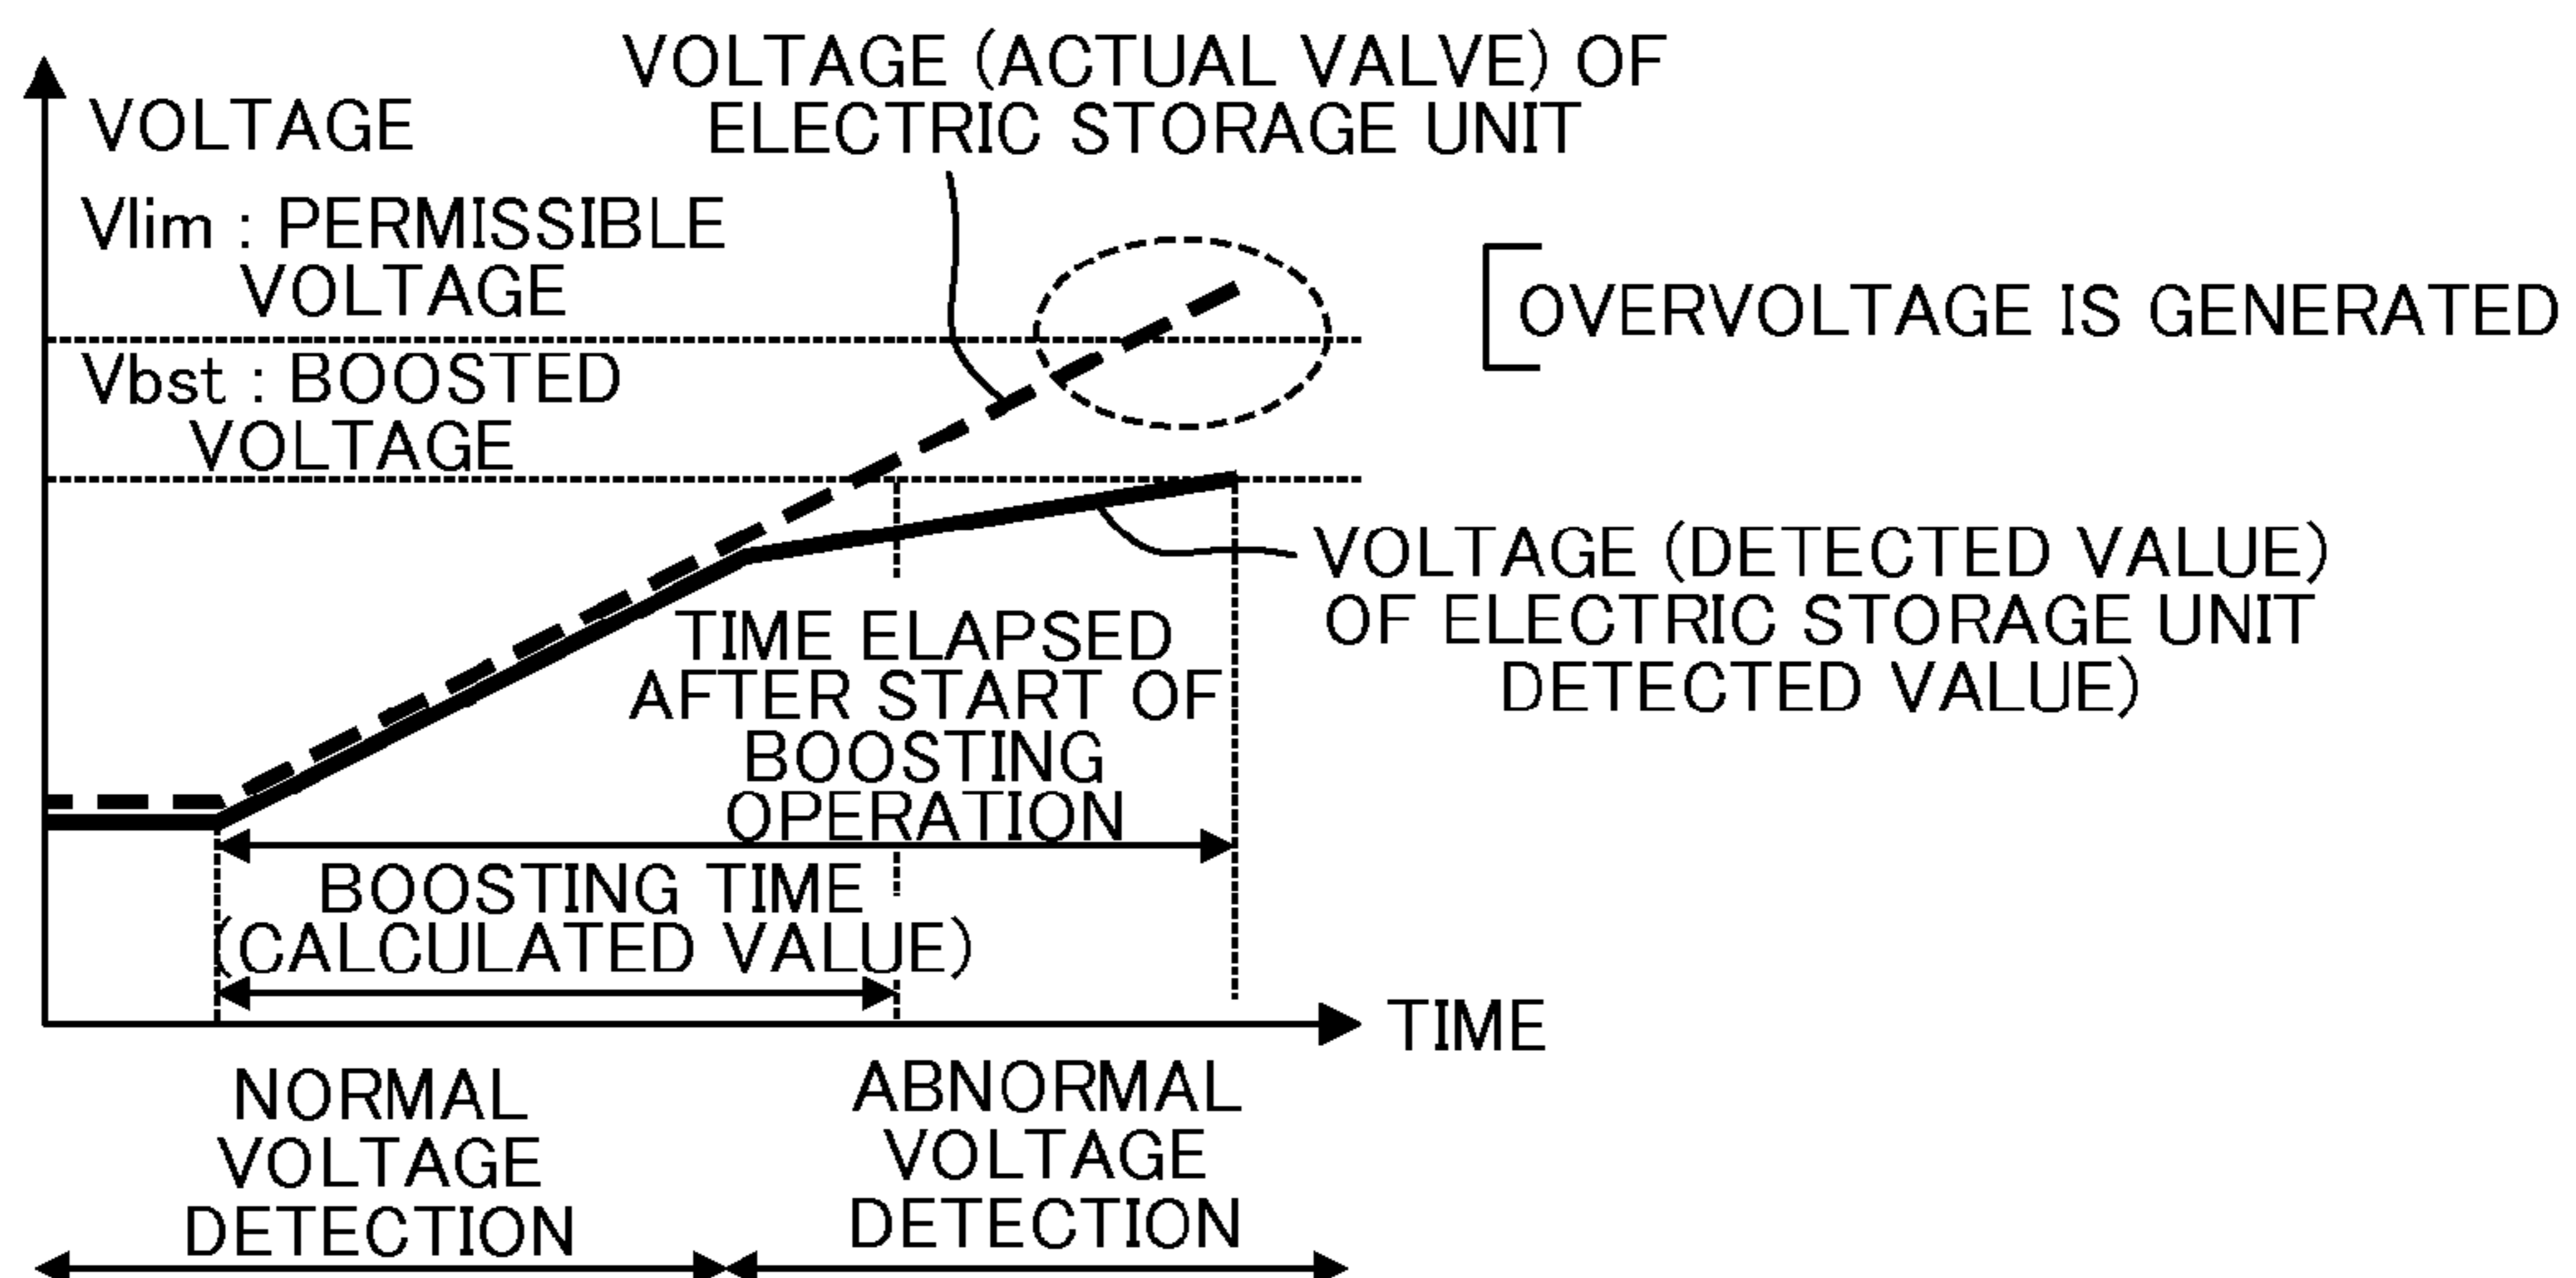 VOLTAGE (ACTUAL VALVE) OF
ELECTRIC STORAGE UNIT
VOLTAGE
Vlim : PERMISSIBLE
VOLTAGE
OVERVOLTAGE IS GENERATED
Vbst : BOOSTED
VOLTAGE
VOLTAGE (DETECTED VALUE)
OF ELECTRIC STORAGE UNIT
DETECTED VALUE)
TIME ELAPSED
AFTER START OF
BOOSTING
OPERATION
BOOSTING TIME
(CALCULATED VALUE)
TIME
NORMAL
VOLTAGE
DETECTION
ABNORMAL
VOLTAGE
DETECTION